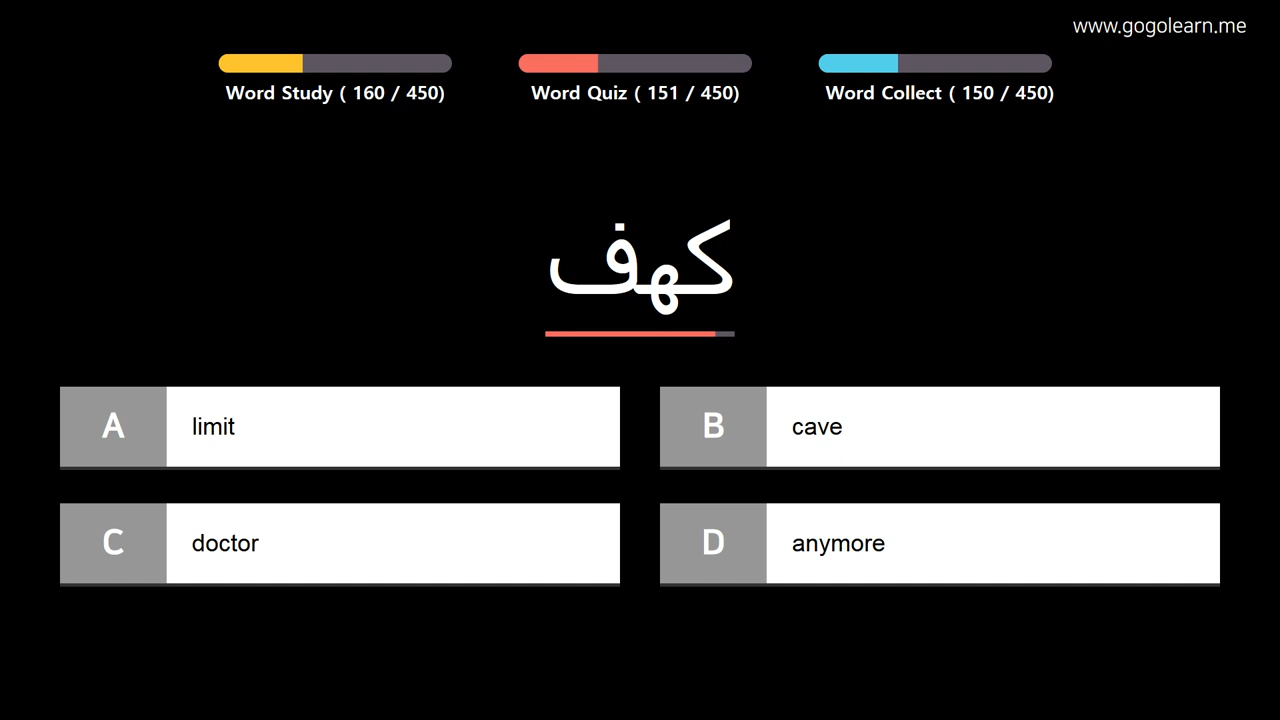 www.gogolearn.me
Word Study ( 160 / 450)
Word Quiz ( 151 / 450)
Word Collect ( 150 / 450)
كهف
A limit
B cave
C doctor
D anymore